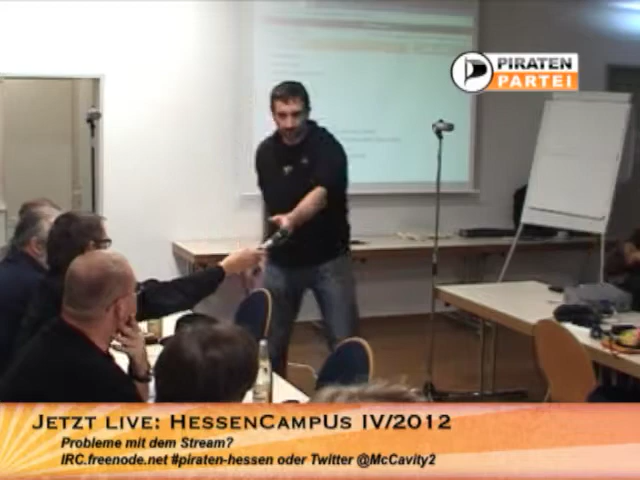 PIRATEN
PARTEI
Jetzt live: HessenCampUs IV/2012
Probleme mit dem Stream?
IRC.freenode.net #piraten-hessen oder Twitter @McCavity2